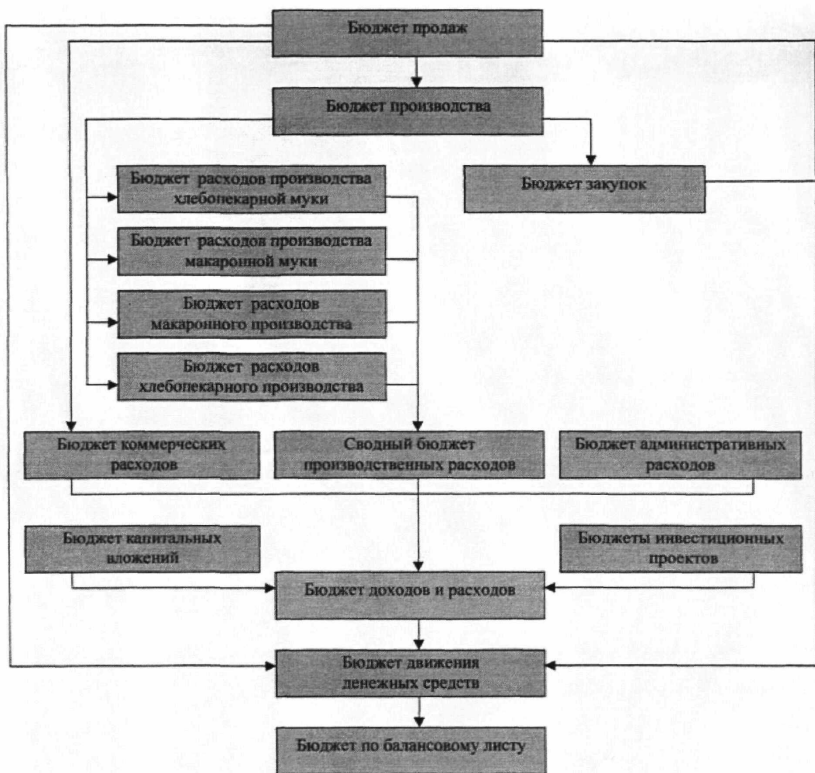 Бюджет продаж
Бюджет производства
Бюджет расходов производства
хлебопекарной муки
Бюджет закупок
Бюджет расходов производства
макаронной муки
Бюджет расходов
макаронного производства
Бюджет расходов
хлебопекарного производства
Бюджет коммерческих
расходов
Сводный бюджет
производственных расходов
Бюджет административных
расходов
Бюджет капитальных
вложений
Бюджеты инвестиционных
проектов
Бюджет доходов и расходов
Бюджет движения
денежных средств
Бюджет по балансовому листу